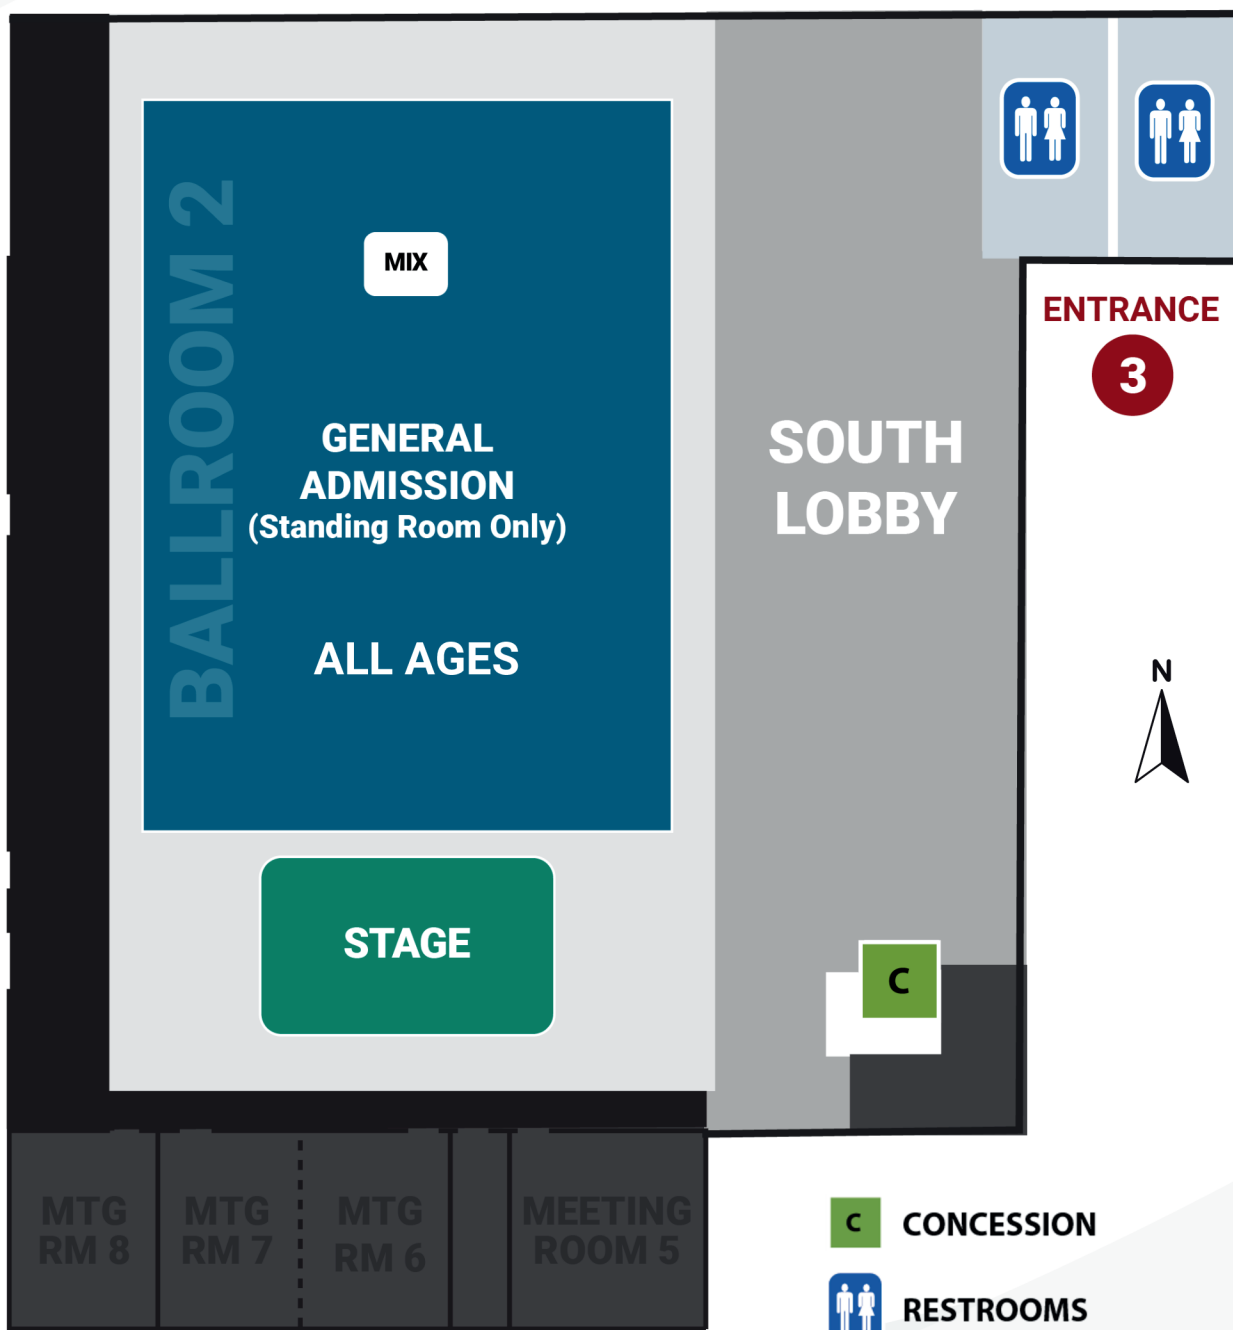 BALLROOM 2
MIX
GENERAL
ADMISSION
(Standing Room Only)
ALL AGES
STAGE
SOUTH
LOBBY
ENTRANCE
3
N
C
MTG
RM 8
MTG
RM 7
MTG
RM 6
MEETING
ROOM 5
C CONCESSION
RESTROOMS